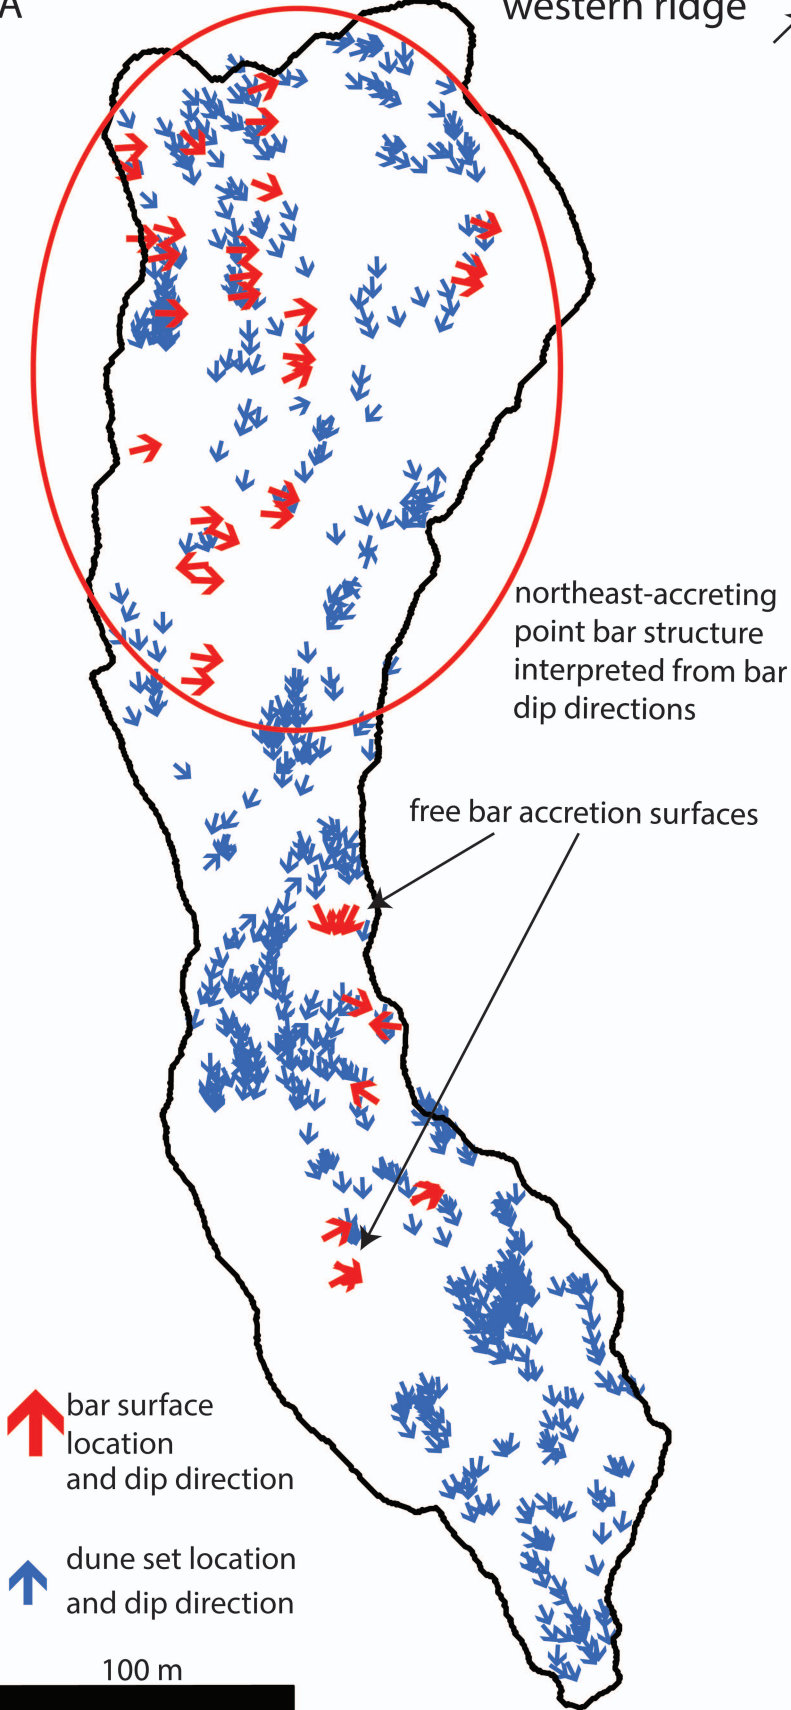 A
western ridge
northeast-accreting
point bar structure
interpreted from bar
dip directions
free bar accretion surfaces
bar surface
location
and dip direction
dune set location
and dip direction
100 m